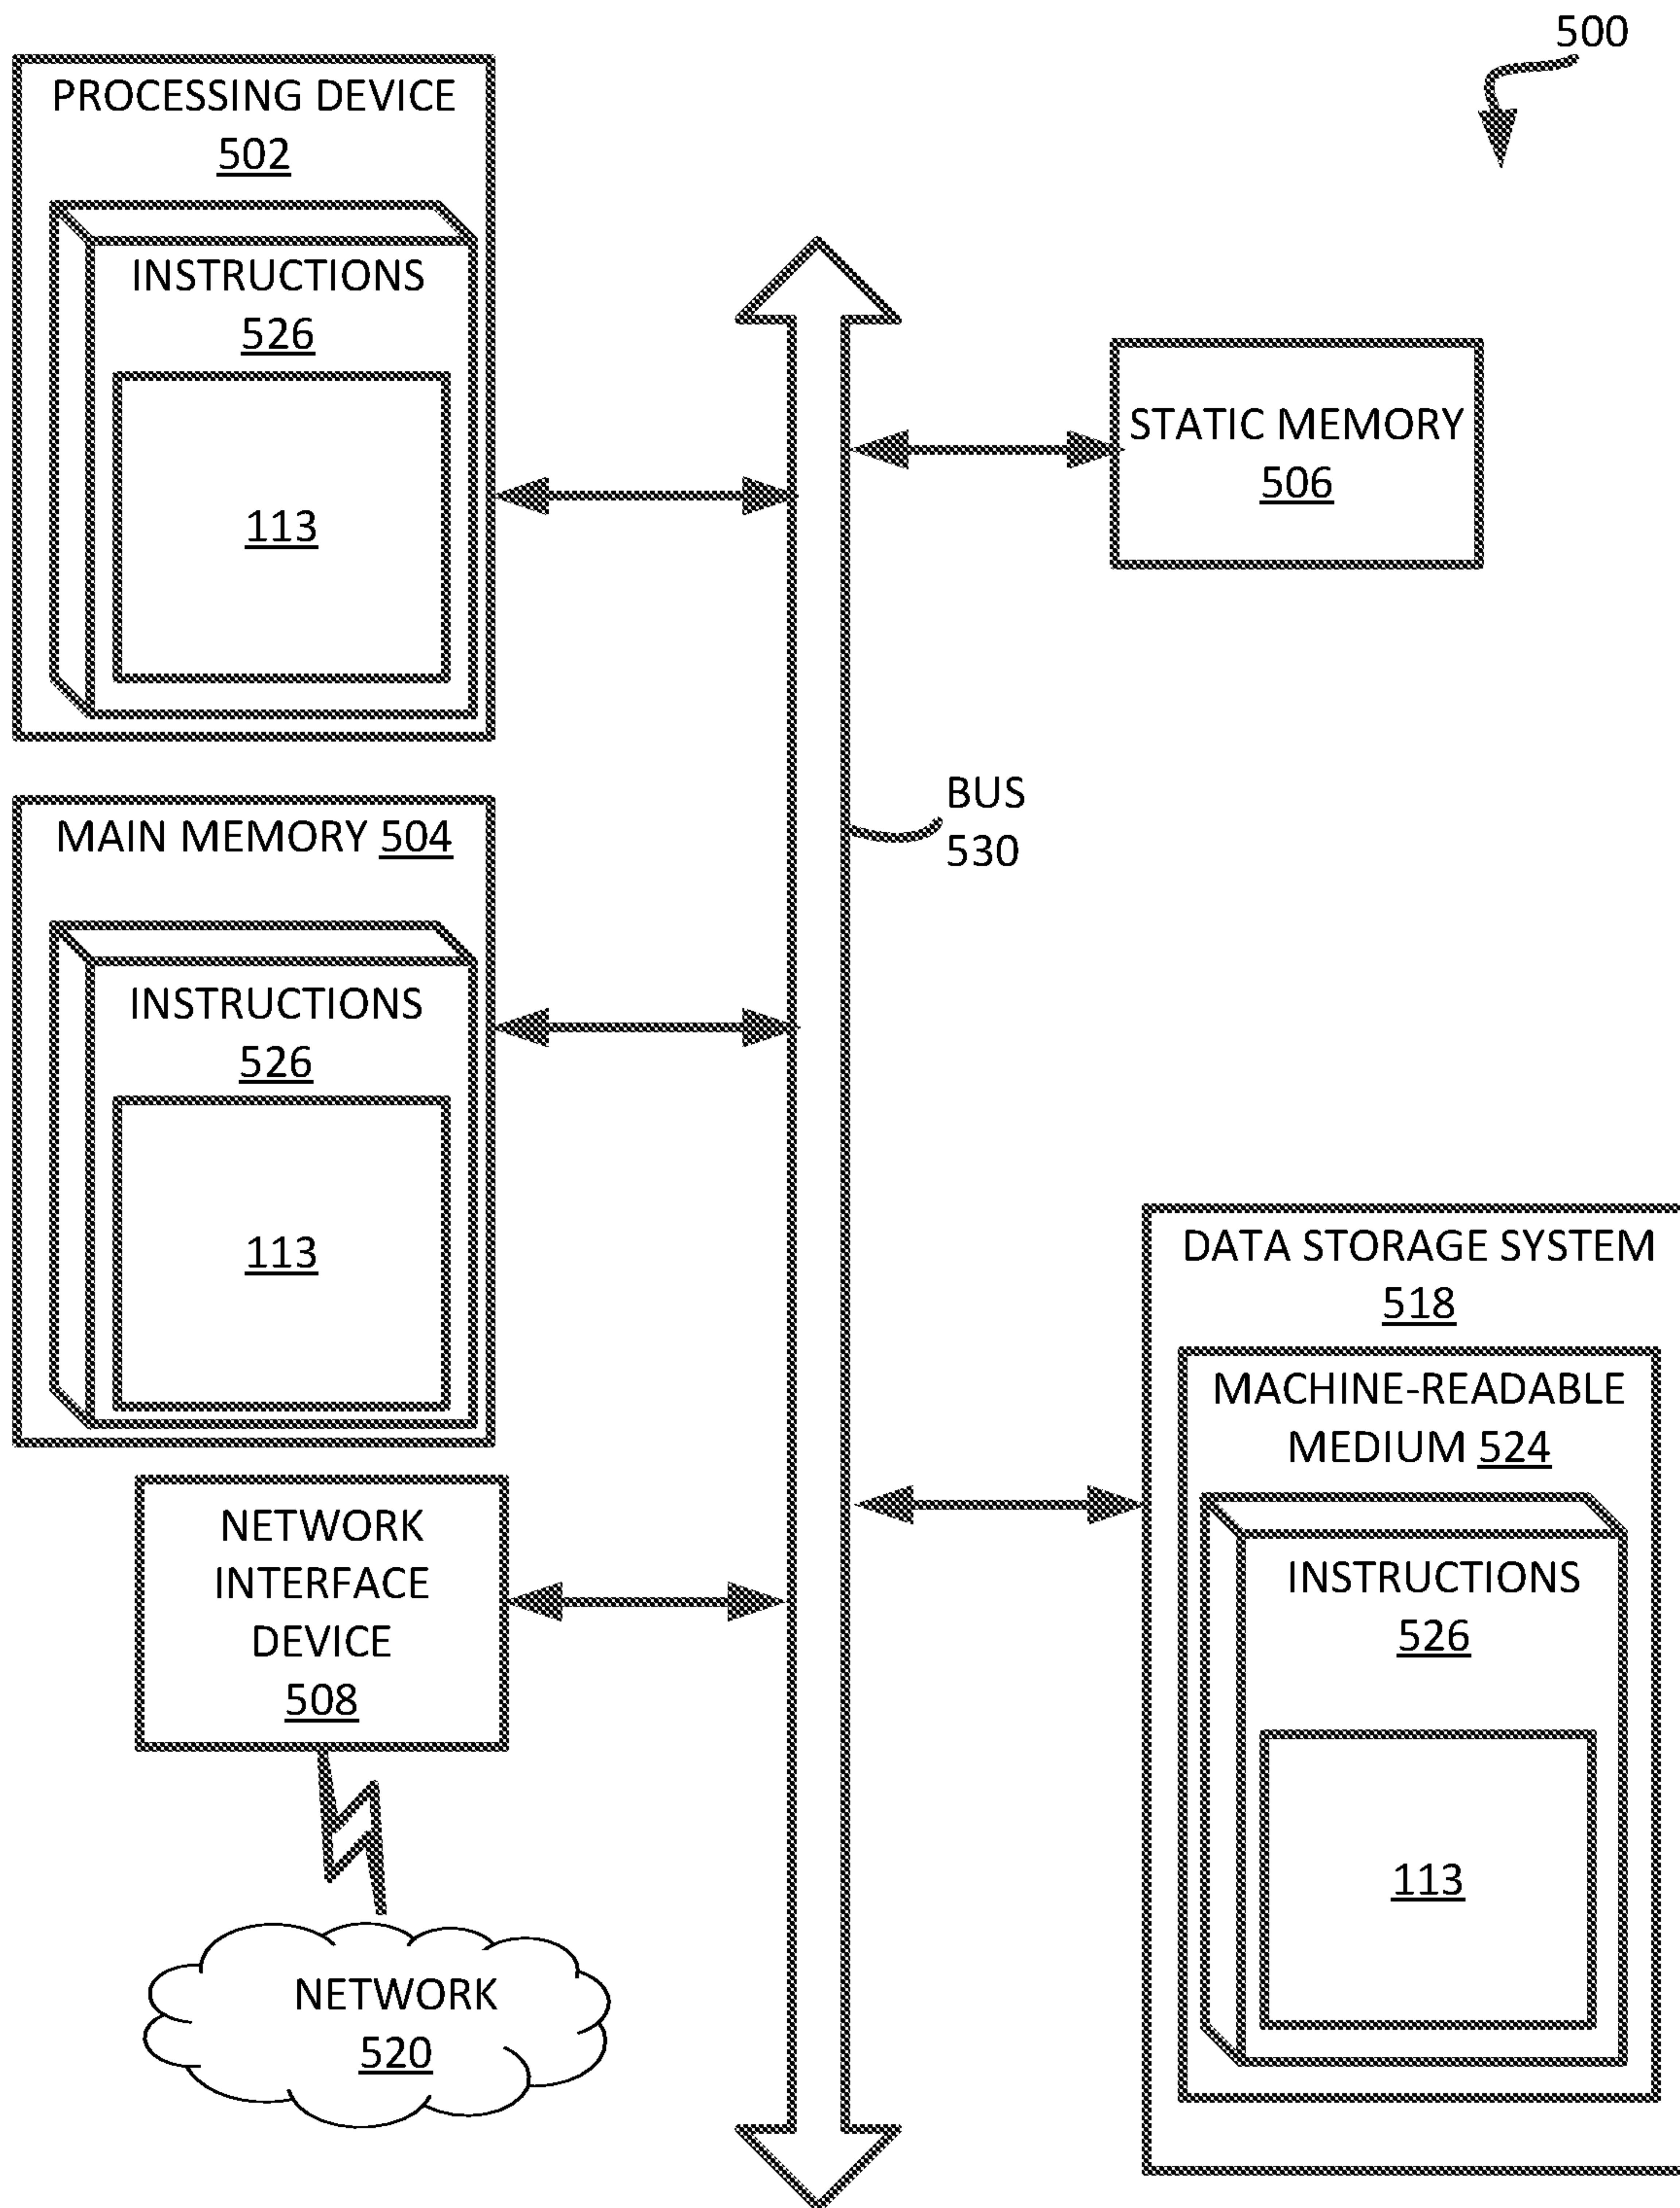 500
PROCESSING DEVICE
502
INSTRUCTIONS
526
113
STATIC MEMORY
506
BUS
530
MAIN MEMORY 504
INSTRUCTIONS
526
113
DATA STORAGE SYSTEM
518
MACHINE-READABLE
MEDIUM 524
INSTRUCTIONS
526
113
NETWORK
INTERFACE
DEVICE
508
NETWORK
520